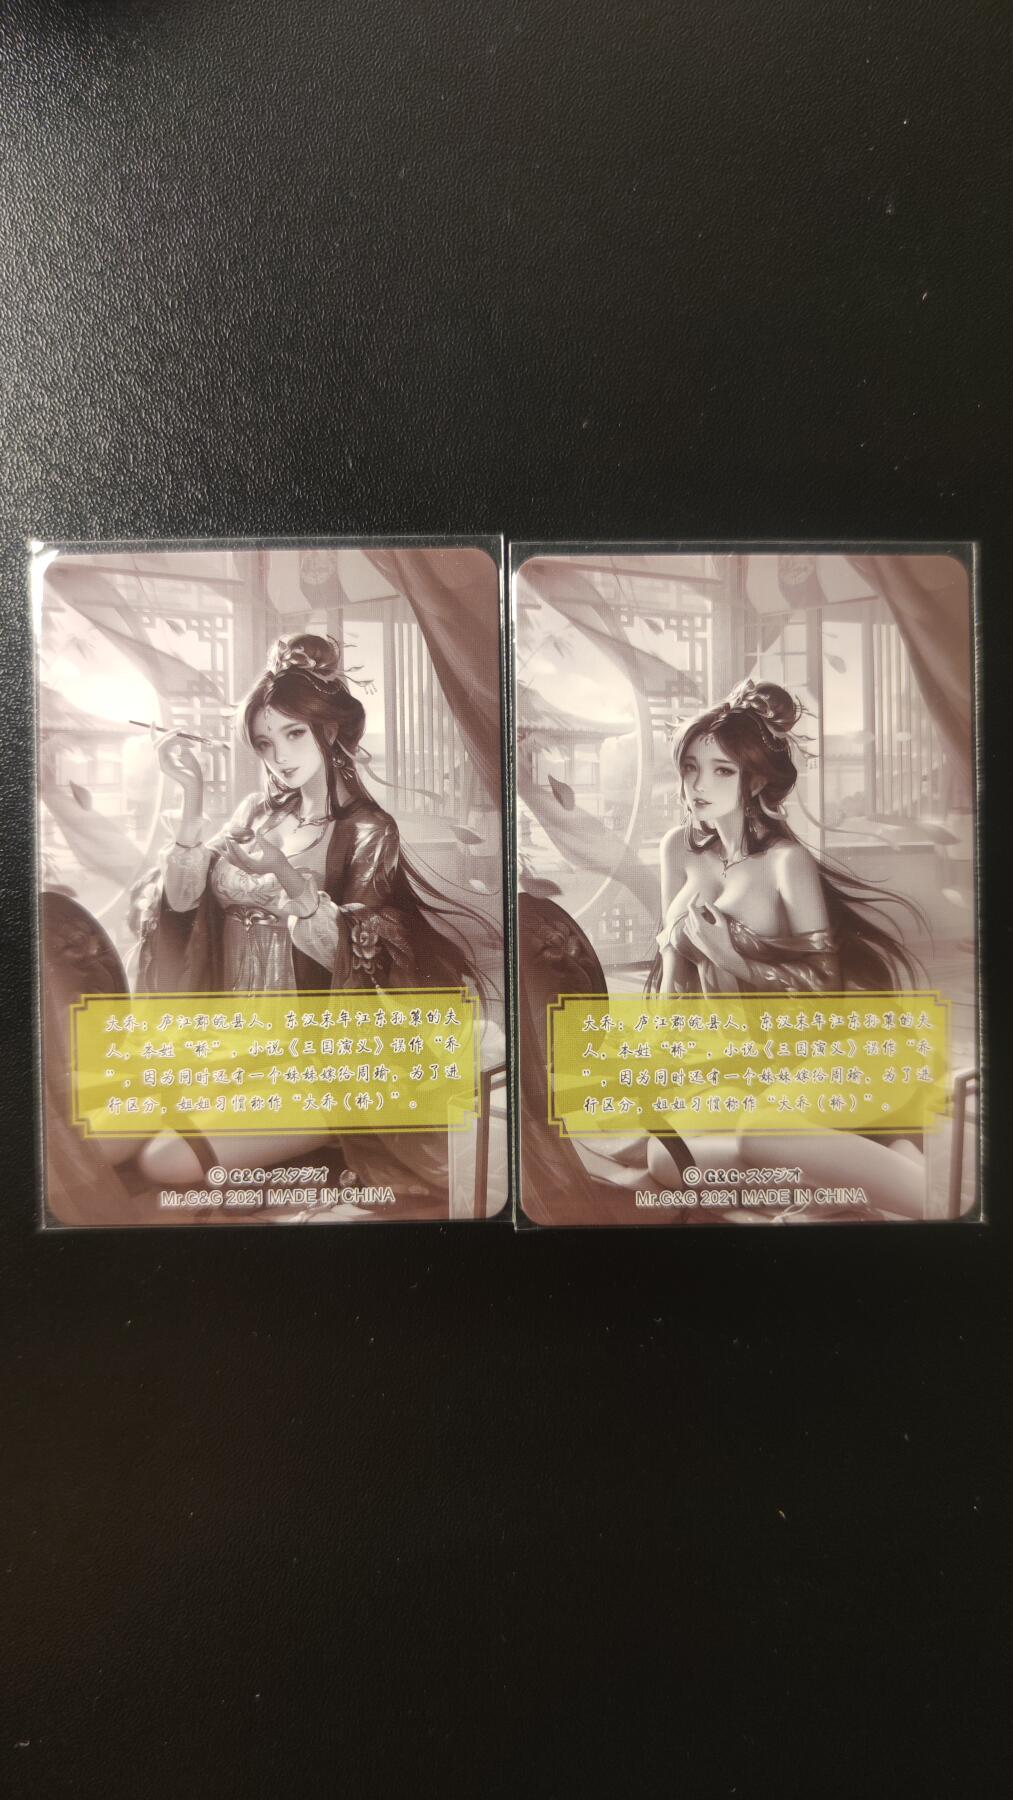 大乔：庐江郡皖县人，东汉末年江东孙策的夫
人，本姓“桥”，小说《三国演义》误作“乔
”，因为同时还有一个妹妹嫁给周瑜，为了进
行区分，姐姐习惯称作“大乔（桥）”。
© G&G·スタジオ
Mr.G&G 2021 MADE IN CHINA
大乔：庐江郡皖县人，东汉末年江东孙策的夫
人，本姓“桥”，小说《三国演义》误作“乔
”，因为同时还有一个妹妹嫁给周瑜，为了进
行区分，姐姐习惯称作“大乔（桥）”。
© G&G·スタジオ
Mr.G&G 2021 MADE IN CHINA